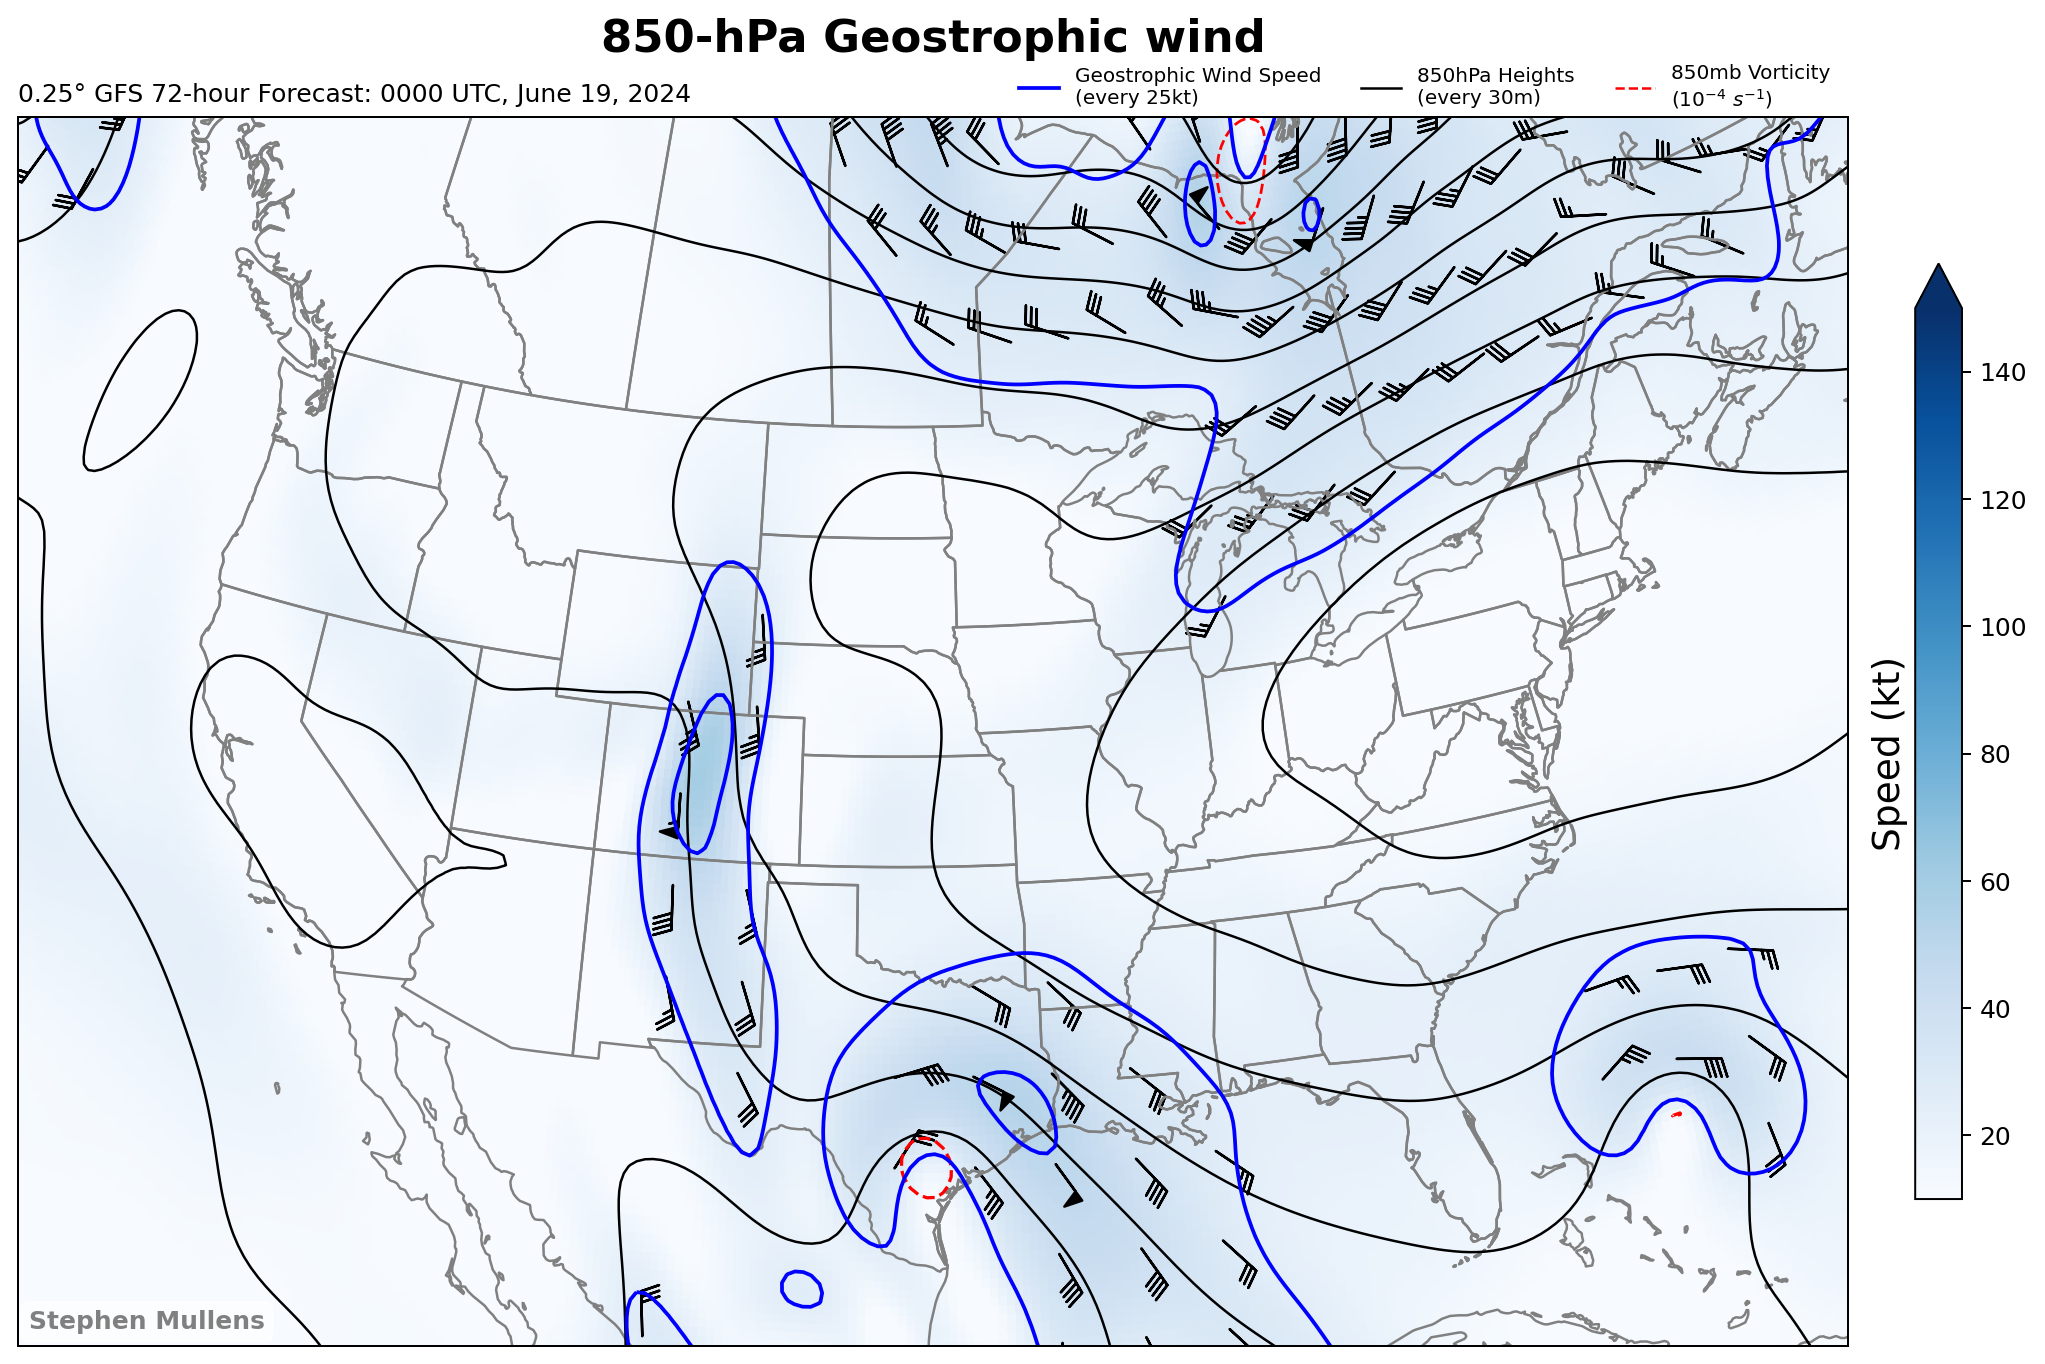 850-hPa Geostrophic wind
0.25° GFS 72-hour Forecast: 0000 UTC, June 19, 2024
Geostrophic Wind Speed
(every 25kt)
850hPa Heights
(every 30m)
850mb Vorticity
(10⁻⁴ s⁻¹)
140
120
100
80
60
40
20
Speed (kt)
Stephen Mullens